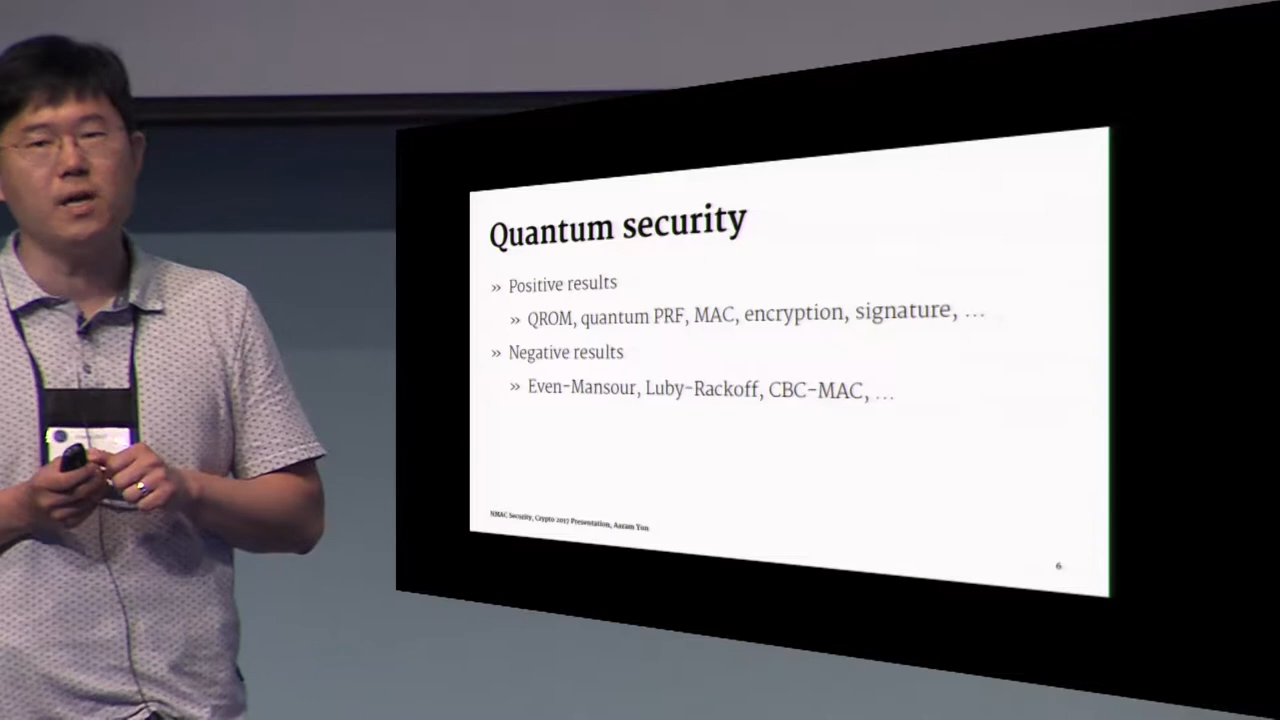 Quantum security
» Positive results
» QROM, quantum PRF, MAC, encryption, signature, …
» Negative results
» Even-Mansour, Luby-Rackoff, CBC-MAC, …
NMAC Security, Crypto 2017 Presentation, Aaram Yun
6